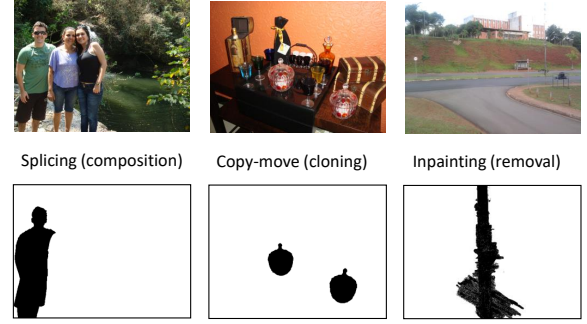 Splicing (composition)
Copy-move (cloning)
Inpainting (removal)